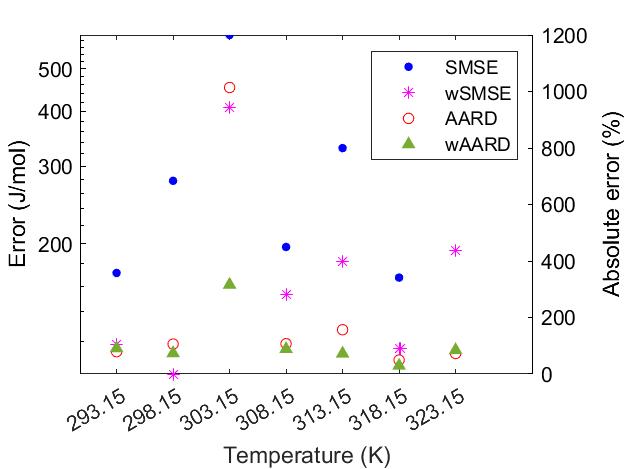 500
400
300
200
Error (J/mol)
1200
1000
800
600
400
200
0
Absolute error (%)
SMSE
wSMSE
AARD
wAARD
293.15
298.15
303.15
308.15
313.15
318.15
323.15
Temperature (K)